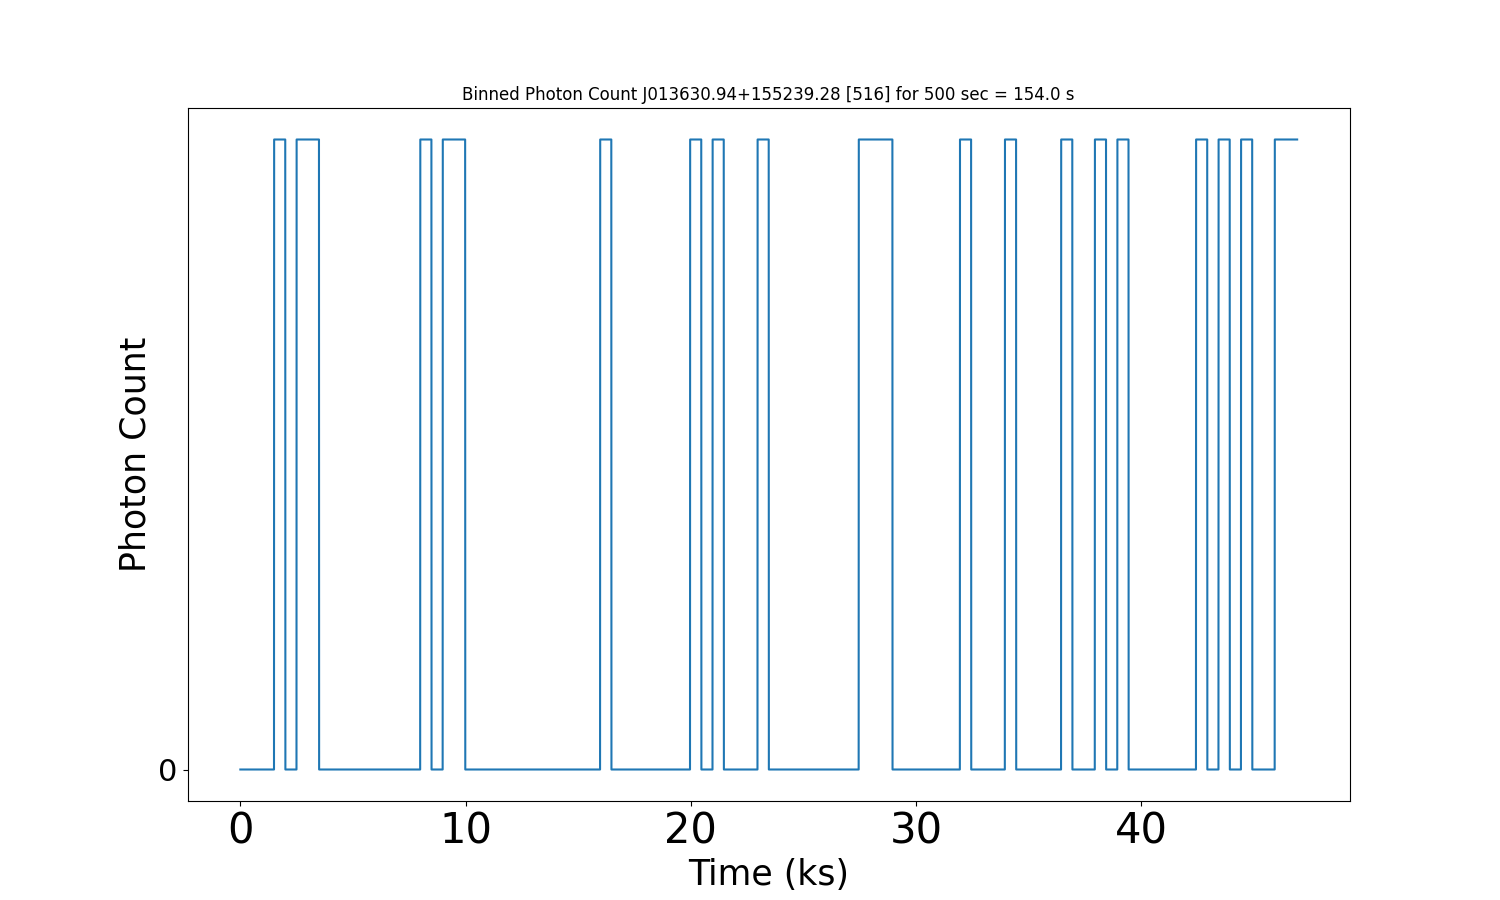 Binned Photon Count J013630.94+155239.28 [516] for 500 sec = 154.0 s
Photon Count
0
0 10 20 30 40
Time (ks)